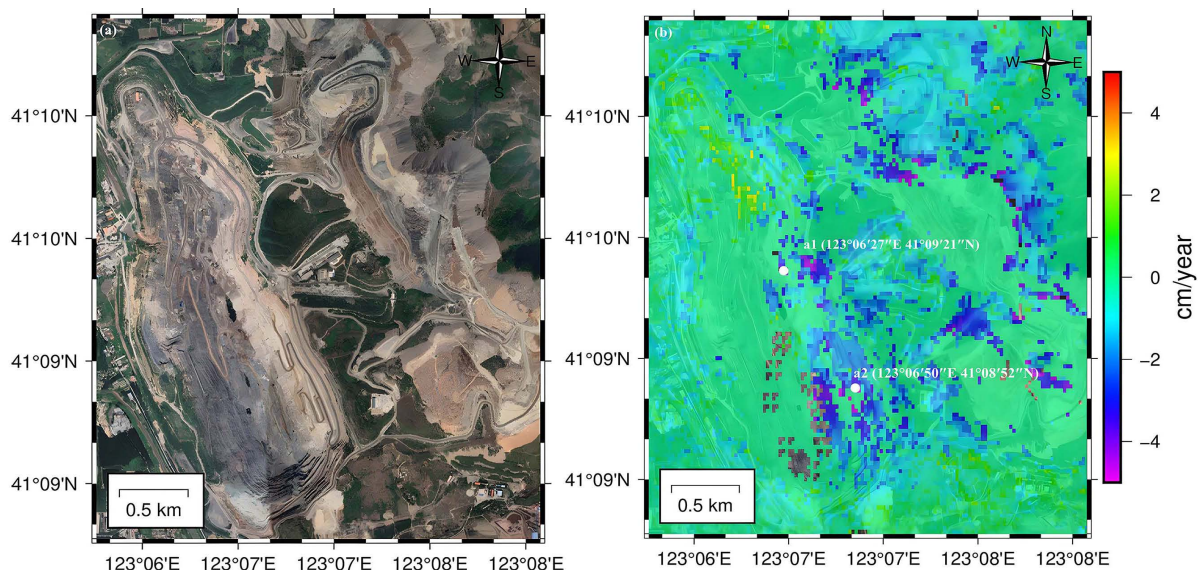 (a)
N
W E
S
41°10′N
41°10′N
41°09′N
41°09′N
0.5 km
123°06′E 123°07′E 123°07′E 123°08′E 123°08′E
(b)
N
W E
S
41°10′N
41°10′N
41°09′N
41°09′N
a1 (123°06′27″E 41°09′21″N)
a2 (123°06′50″E 41°08′52″N)
0.5 km
123°06′E 123°07′E 123°07′E 123°08′E 123°08′E
4
2
0
−2
−4
cm/year